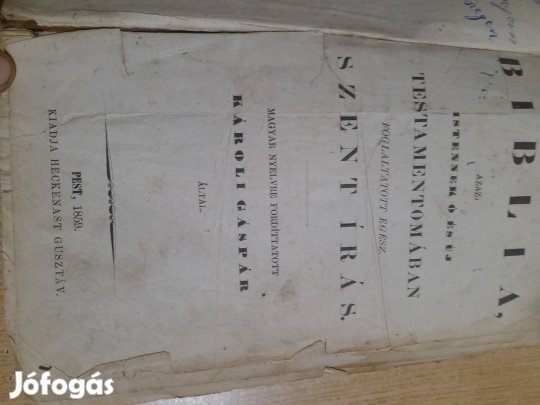 BIBLIA,
AZAZ:
ISTENNEK Ó ÉS ÚJ
TESTAMENTOMÁBAN
FOGLALTATOTT EGÉSZ
SZENT ÍRÁS.
MAGYAR NYELVRE FORDÍTTATOTT
KÁROLI GÁSPÁR
ÁLTAL.
PEST, 1859.
KIADJA HECKENAST GUSZTÁV.
Jófogás